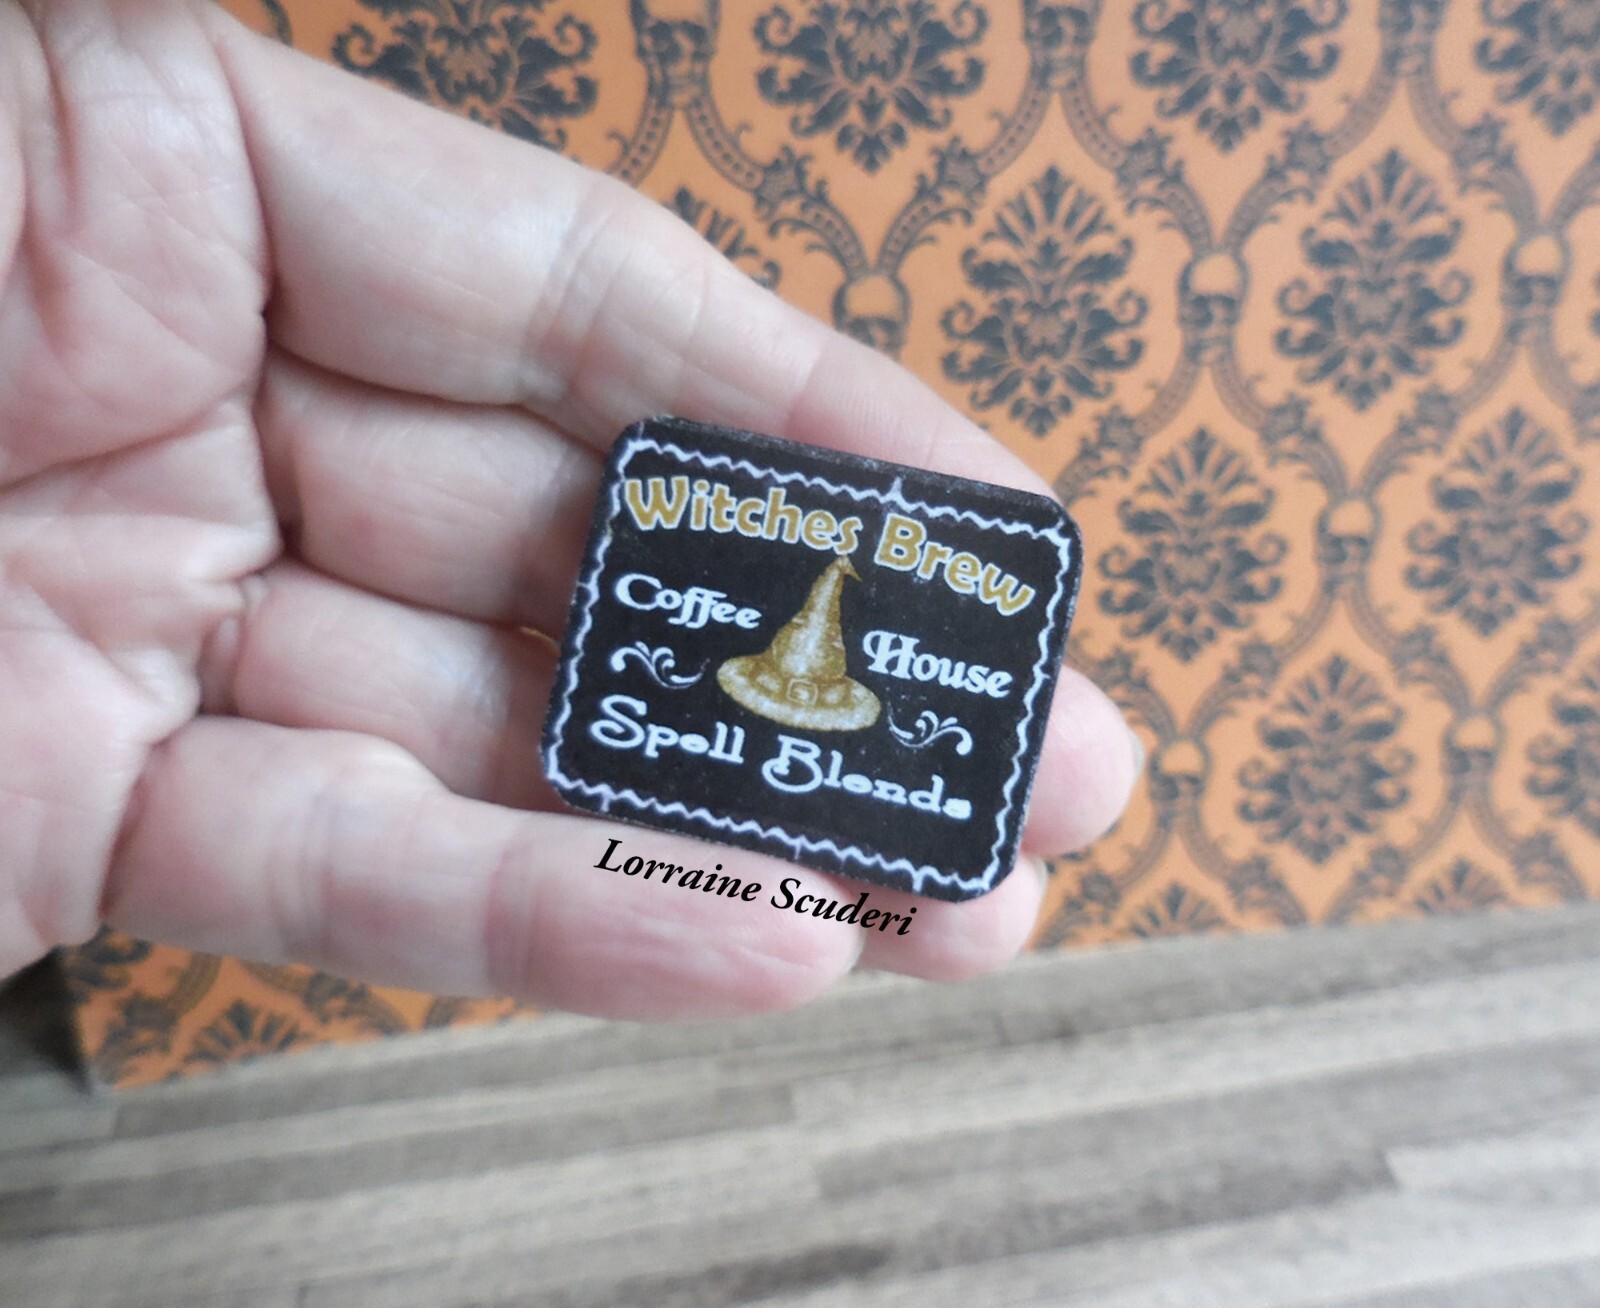 Witches Brew
Coffee House
Spell Blends
Lorraine Scuderi